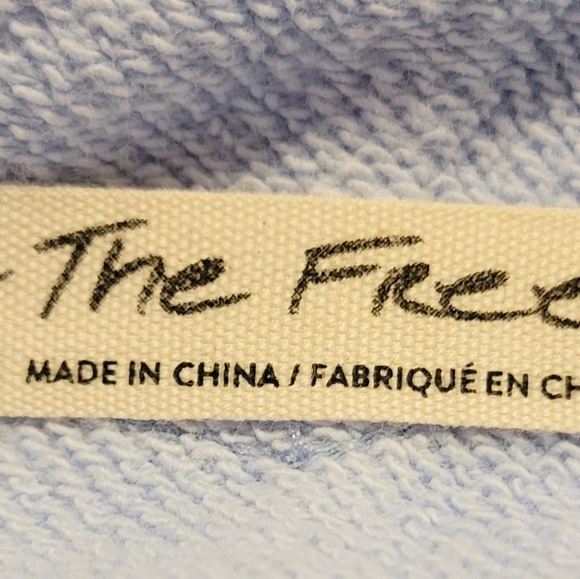 The Free
MADE IN CHINA / FABRIQUÉ EN CH